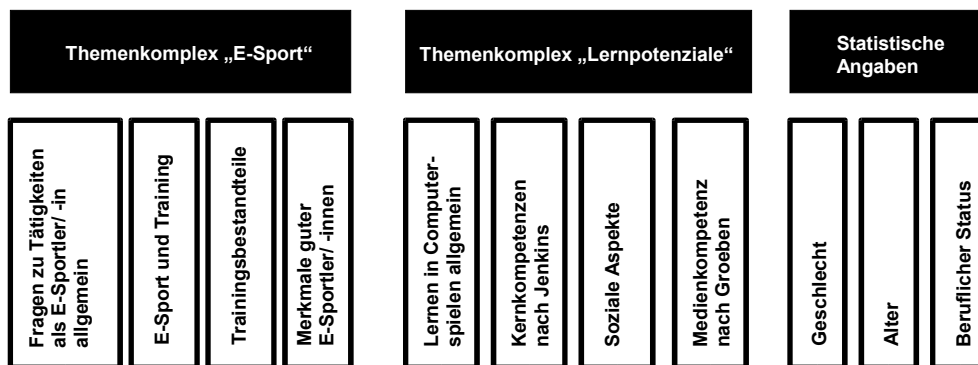 Themenkomplex „E-Sport“
Themenkomplex „Lernpotenziale“
Statistische
Angaben
Fragen zu Tätigkeiten
als E-Sportler/ -in
allgemein
E-Sport und Training
Trainingsbestandteile
Merkmale guter
E-Sportler/ -innen
Lernen in Computer-
spielen allgemein
Kernkompetenzen
nach Jenkins
Soziale Aspekte
Medienkompetenz
nach Groeben
Geschlecht
Alter
Beruflicher Status